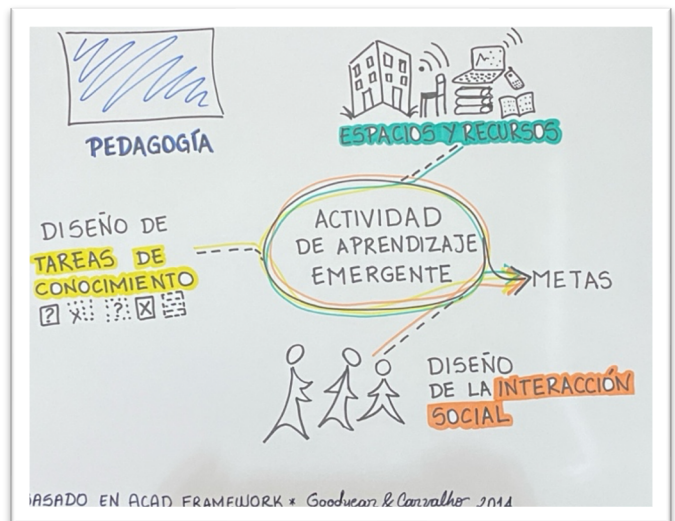 PEDAGOGÍA
ESPACIOS Y RECURSOS
DISEÑO DE
TAREAS DE
CONOCIMIENTO
? X ? X
ACTIVIDAD
DE APRENDIZAJE
EMERGENTE
METAS
DISEÑO
DE LA INTERACCIÓN
SOCIAL
BASADO EN ACAD FRAMEWORK * Goodyear & Carvalho 2014